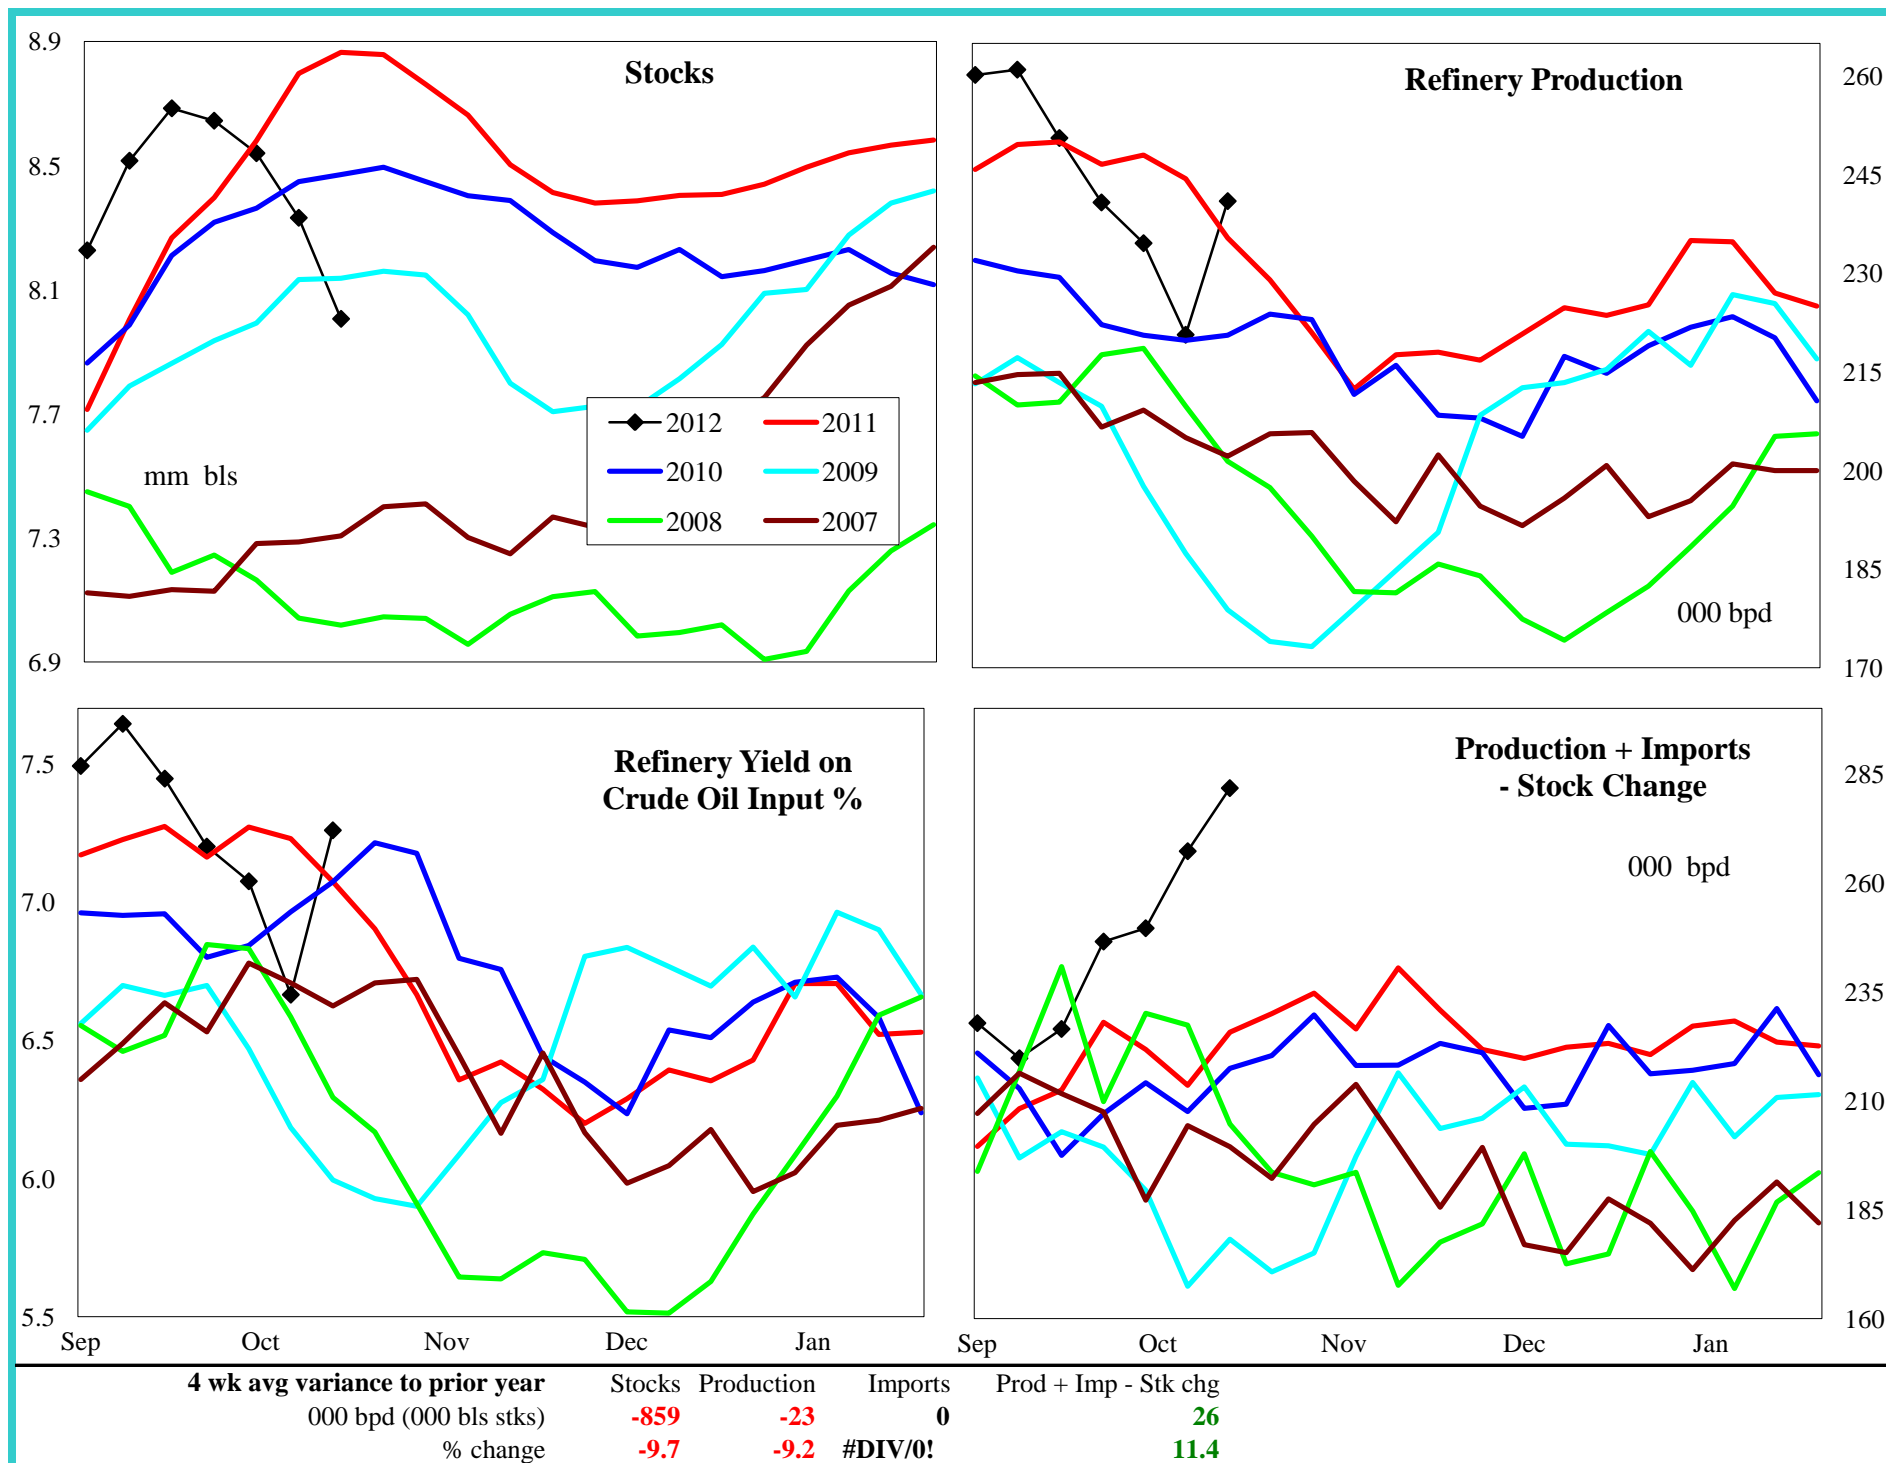 8.9
8.5
8.1
7.7
7.3
6.9
Stocks
mm bls
2012
2011
2010
2009
2008
2007
Refinery Production
000 bpd
260
245
230
215
200
185
170
7.5
7.0
6.5
6.0
5.5
Refinery Yield on
Crude Oil Input %
Sep Oct Nov Dec Jan
Production + Imports
- Stock Change
000 bpd
285
260
235
210
185
160
Sep Oct Nov Dec Jan
4 wk avg variance to prior year Stocks Production Imports Prod + Imp - Stk chg
000 bpd (000 bls stks) -859 -23 0 26
% change -9.7 -9.2 #DIV/0! 11.4